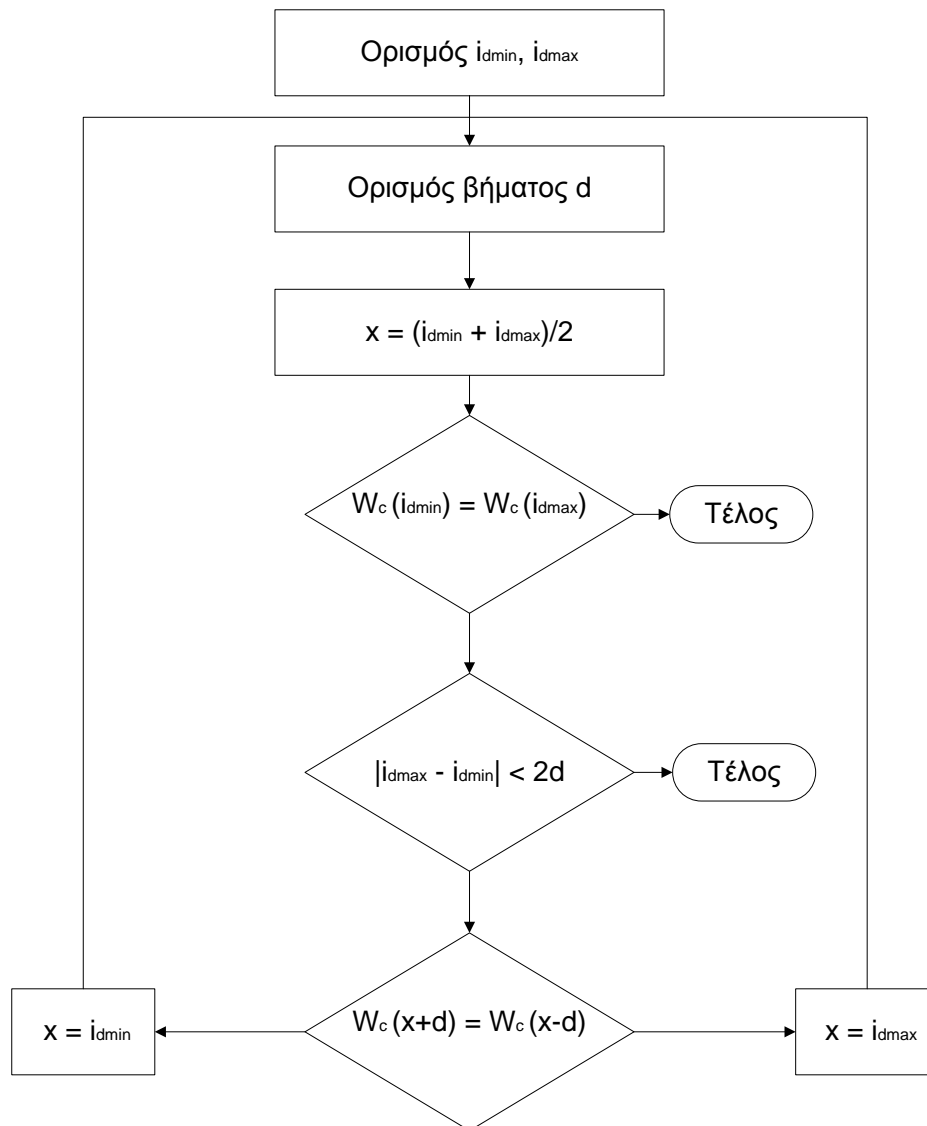 Ορισμός idmin, idmax
Ορισμός βήματος d
x = (idmin + idmax)/2
Wc (idmin) = Wc (idmax)
Τέλος
|idmax - idmin| < 2d
Τέλος
x = idmin
Wc (x+d) = Wc (x-d)
x = idmax